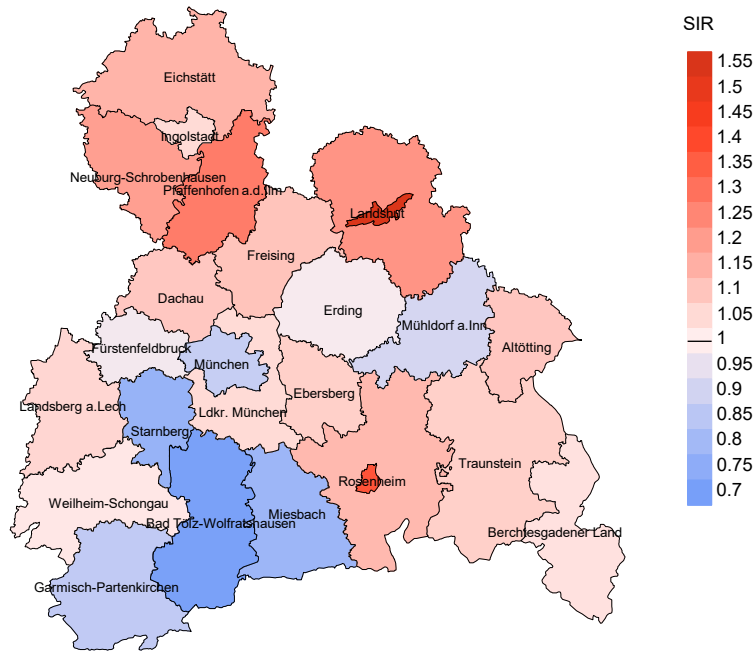 SIR
1.55
1.5
1.45
1.4
1.35
1.3
1.25
1.2
1.15
1.1
1.05
1
0.95
0.9
0.85
0.8
0.75
0.7
Eichstätt
Ingolstadt
Neuburg-Schrobenhausen
Pfaffenhofen a.d.Ilm
Landshut
Freising
Dachau
Erding
Mühldorf a.Inn
Altötting
Fürstenfeldbruck
München
Ebersberg
Landsberg a.Lech
Ldkr. München
Starnberg
Traunstein
Rosenheim
Weilheim-Schongau
Miesbach
Bad Tölz-Wolfratshausen
Berchtesgadener Land
Garmisch-Partenkirchen